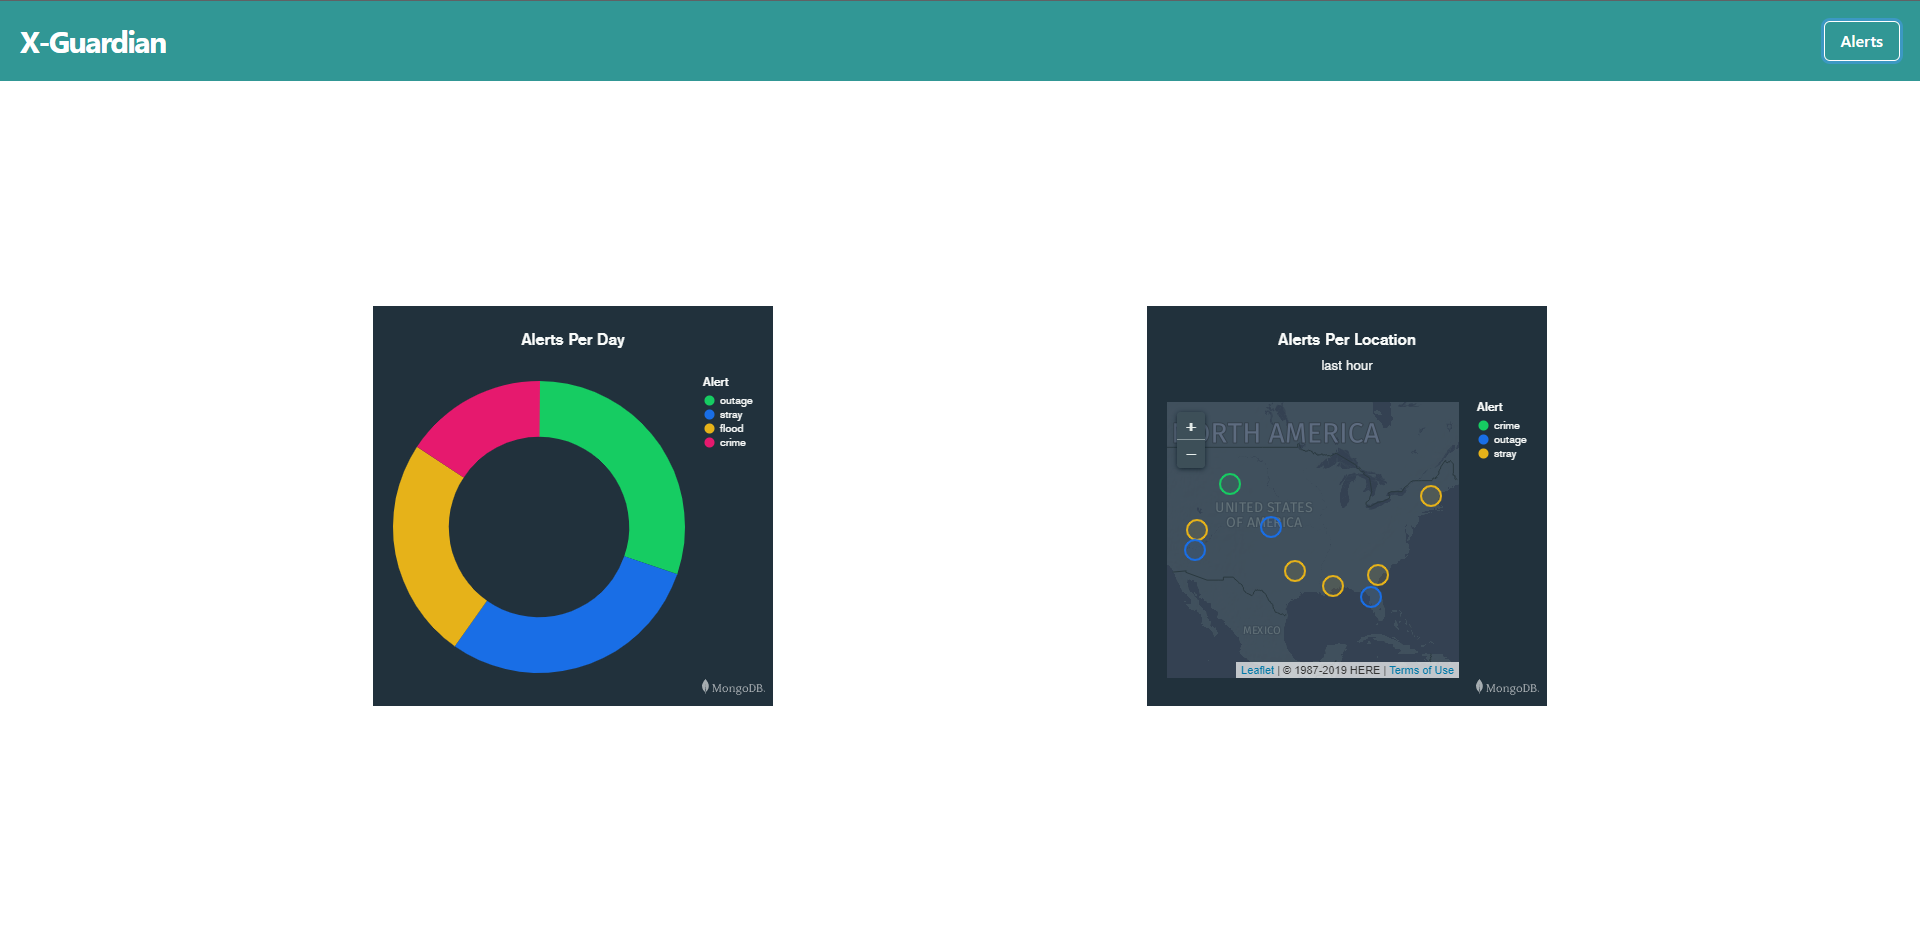 X-Guardian
Alerts
Alerts Per Day
Alert
outage
stray
flood
crime
MongoDB.
Alerts Per Location
last hour
+
−
RTH AMERICA
UNITED STATES
OF AMERICA
MEXICO
Leaflet | © 1987-2019 HERE | Terms of Use
Alert
crime
outage
stray
MongoDB.